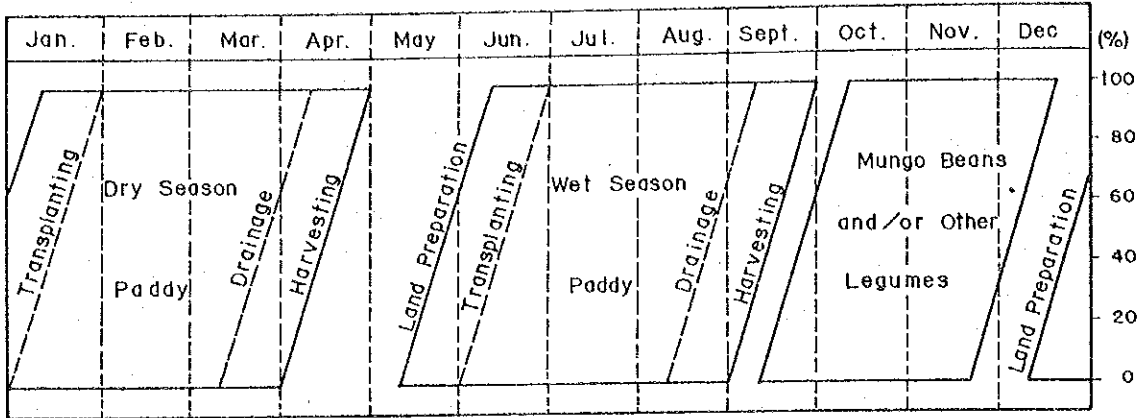 Jan. Feb. Mar. Apr. May Jun. Jul. Aug. Sept. Oct. Nov. Dec (%)
100
80
60
40
20
0
Transplanting
Dry Season
Paddy
Drainage
Harvesting
Land Preparation
Transplanting
Wet Season
Paddy
Drainage
Harvesting
Mungo Beans
and/or Other
Legumes
Land Preparation